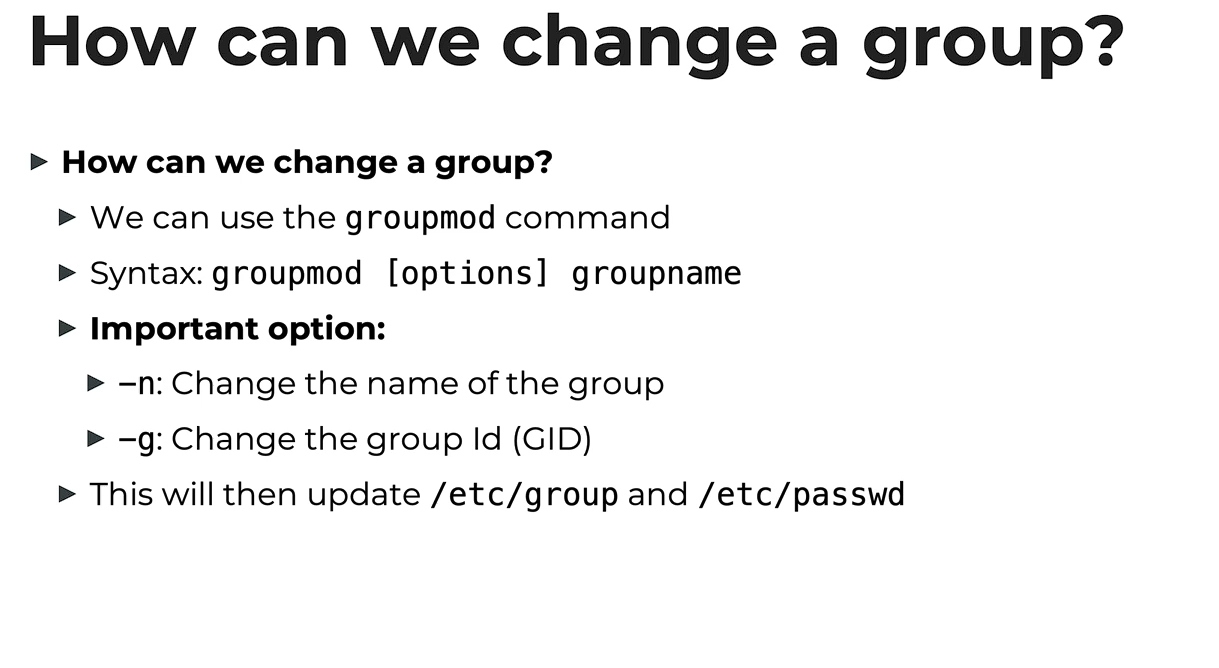 How can we change a group?
How can we change a group?
We can use the groupmod command
Syntax: groupmod [options] groupname
Important option:
-n: Change the name of the group
-g: Change the group Id (GID)
This will then update /etc/group and /etc/passwd